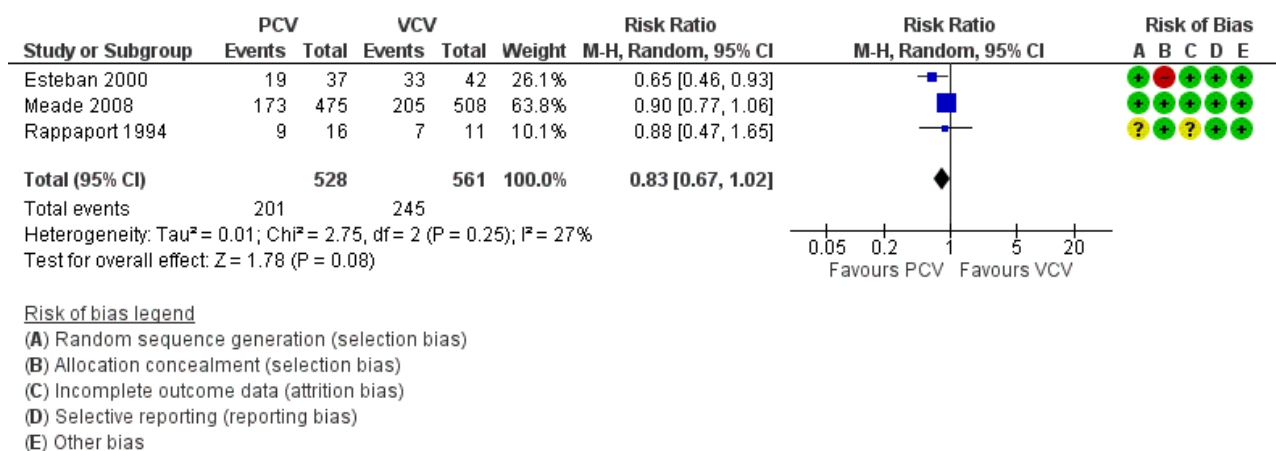 PCV VCV Risk Ratio Risk Ratio Risk of Bias
Study or Subgroup Events Total Events Total Weight M-H, Random, 95% CI M-H, Random, 95% CI A B C D E
Esteban 2000 19 37 33 42 26.1% 0.65 [0.46, 0.93] + - + + +
Meade 2008 173 475 205 508 63.8% 0.90 [0.77, 1.06] + + + + +
Rappaport 1994 9 16 7 11 10.1% 0.88 [0.47, 1.65] ? + ? + +
Total (95% CI) 528 561 100.0% 0.83 [0.67, 1.02]
Total events 201 245
Heterogeneity: Tau² = 0.01; Chi² = 2.75, df = 2 (P = 0.25); I² = 27%
Test for overall effect: Z = 1.78 (P = 0.08)
0.05 0.2 1 5 20
Favours PCV Favours VCV
Risk of bias legend
(A) Random sequence generation (selection bias)
(B) Allocation concealment (selection bias)
(C) Incomplete outcome data (attrition bias)
(D) Selective reporting (reporting bias)
(E) Other bias